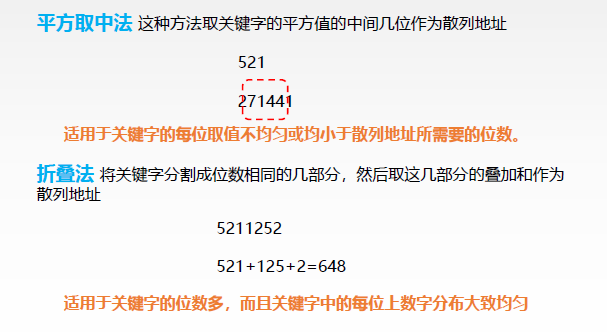 平方取中法 这种方法取关键字的平方值的中间几位作为散列地址
521
271441
适用于关键字的每位取值不均匀或均小于散列地址所需要的位数。
折叠法 将关键字分割成位数相同的几部分，然后取这几部分的叠加和作为
散列地址
5211252
521+125+2=648
适用于关键字的位数多，而且关键字中的每位上数字分布大致均匀